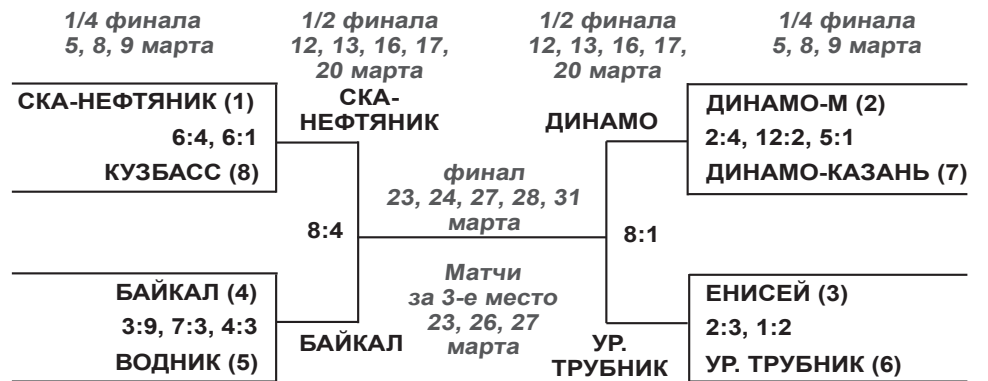 1/4 финала
5, 8, 9 марта
1/2 финала
12, 13, 16, 17,
20 марта
1/2 финала
12, 13, 16, 17,
20 марта
1/4 финала
5, 8, 9 марта
СКА-НЕФТЯНИК (1)
6:4, 6:1
КУЗБАСС (8)
СКА-
НЕФТЯНИК
ДИНАМО
ДИНАМО-М (2)
2:4, 12:2, 5:1
ДИНАМО-КАЗАНЬ (7)
финал
23, 24, 27, 28, 31
марта
8:4
8:1
Матчи
за 3-е место
23, 26, 27
марта
БАЙКАЛ (4)
3:9, 7:3, 4:3
ВОДНИК (5)
БАЙКАЛ
УР.
ТРУБНИК
ЕНИСЕЙ (3)
2:3, 1:2
УР. ТРУБНИК (6)